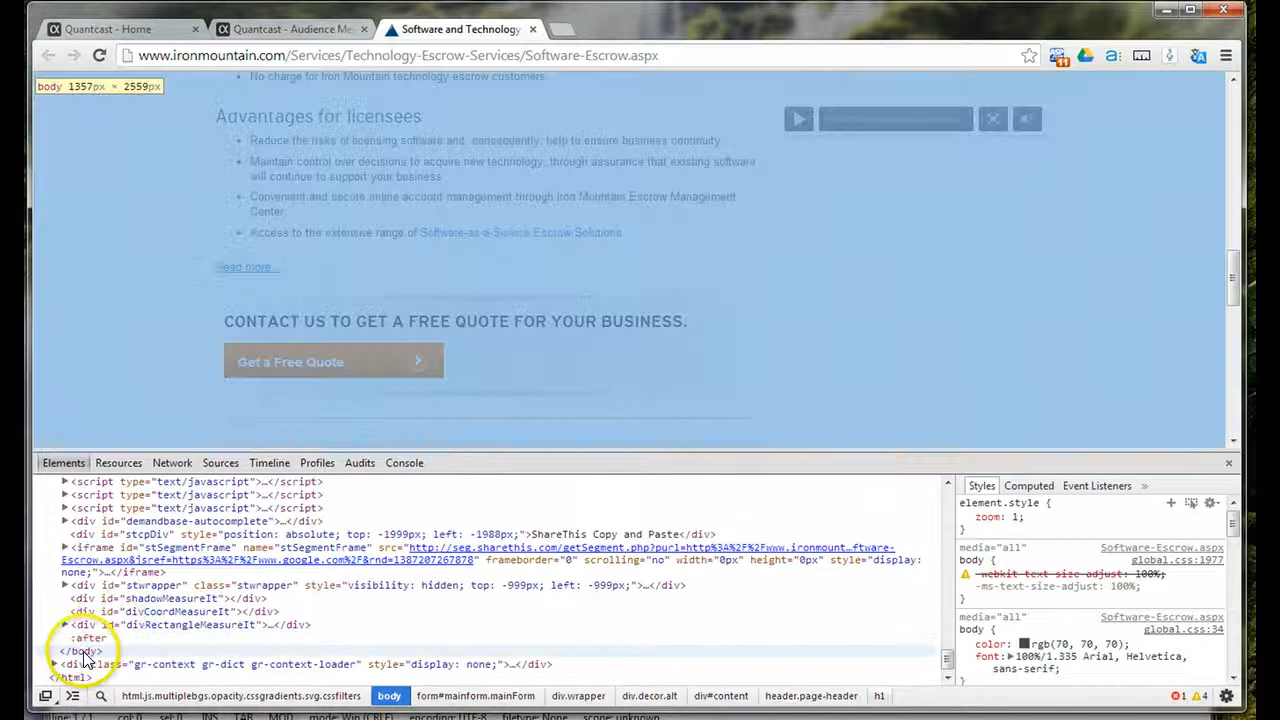 Quantcast - Home
Quantcast - Audience Me
Software and Technology
www.ironmountain.com/Services/Technology-Escrow-Services/Software-Escrow.aspx
11
body 1357px × 2559px
No charge for Iron Mountain technology escrow customers
Advantages for licensees
Reduce the risks of licensing software and, consequently, help to ensure business continuity
Maintain control over decisions to acquire new technology, through assurance that existing software
will continue to support your business
Convenient and secure online account management through Iron Mountain Escrow Management
Center.
Access to the extensive range of Software-as-a-Service Escrow Solutions.
Read more...
CONTACT US TO GET A FREE QUOTE FOR YOUR BUSINESS.
Get a Free Quote
Elements Resources Network Sources Timeline Profiles Audits Console
<script type="text/javascript">…</script>
<script type="text/javascript">…</script>
<script type="text/javascript">…</script>
<div id="demandbase-autocomplete">…</div>
<div id="stcpDiv" style="position: absolute; top: -1999px; left: -1988px;">ShareThis Copy and Paste</div>
<iframe id="stSegmentFrame" name="stSegmentFrame" src="http://seg.sharethis.com/getSegment.php?purl=http%3A%2F%2Fwww.ironmount…ftware-
Escrow.aspx&jsref=https%3A%2F%2Fwww.google.com%2F&rnd=1387207267878" frameborder="0" scrolling="no" width="0px" height="0px" style="display:
none;">…</iframe>
<div id="stwrapper" class="stwrapper" style="visibility: hidden; top: -999px; left: -999px;">…</div>
<div id="shadowMeasureIt"></div>
<div id="divCoordMeasureIt"></div>
<div id="divRectangleMeasureIt">…</div>
:after
</body>
<div class="gr-context gr-dict gr-context-loader" style="display: none;">…</div>
</html>
Styles Computed Event Listeners »
element.style {
zoom: 1;
}
media="all" Software-Escrow.aspx
{ global.css:1977
-webkit-text-size-adjust: 100%;
-ms-text-size-adjust: 100%;
}
media="all" Software-Escrow.aspx
body { global.css:34
color: rgb(70, 70, 70);
font: 100%/1.335 Arial, Helvetica,
sans-serif;
}
html.js.multiplebgs.opacity.cssgradients.svg.cssfilters body form#mainform.mainForm div.wrapper div.decor.alt div#content header.page-header h1
1 4